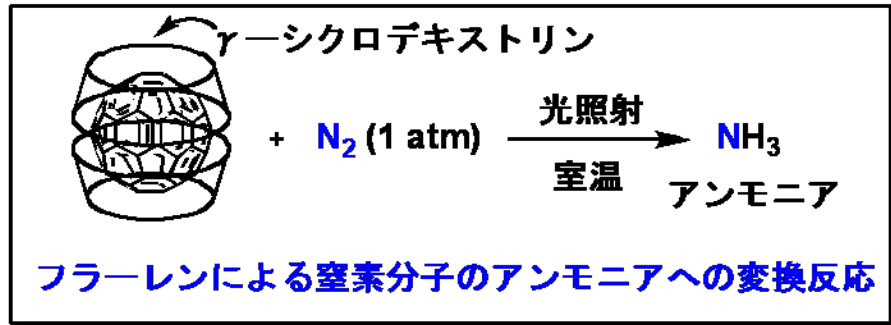 γ―シクロデキストリン
+ N2 (1 atm) 光照射 NH3
室温
アンモニア
フラーレンによる窒素分子のアンモニアへの変換反応